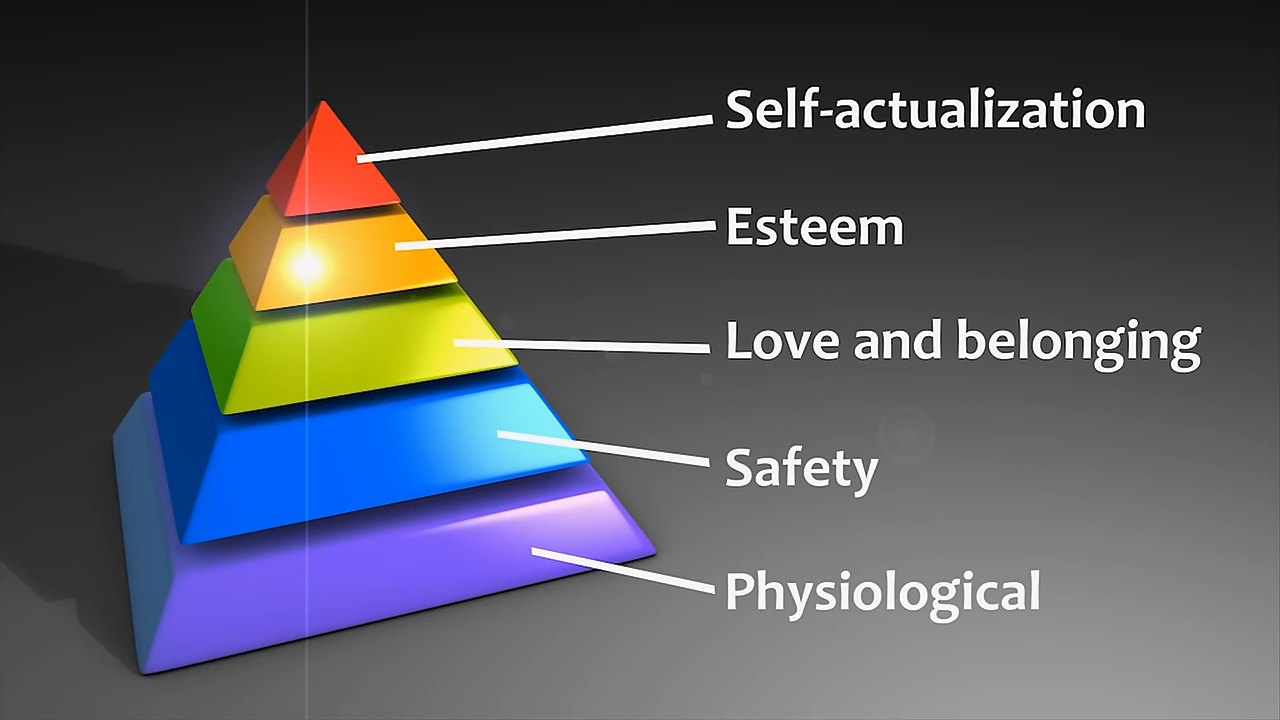 Self-actualization
Esteem
Love and belonging
Safety
Physiological